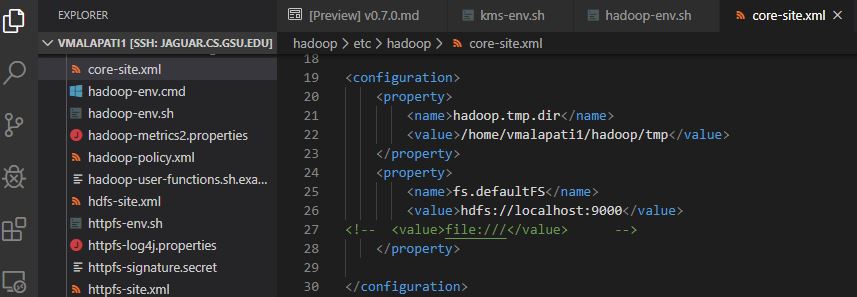 EXPLORER
[Preview] v0.7.0.md
kms-env.sh
hadoop-env.sh
core-site.xml
VMALAPATI1 [SSH: JAGUAR.CS.GSU.EDU]
hadoop > etc > hadoop > core-site.xml
core-site.xml
hadoop-env.cmd
hadoop-env.sh
hadoop-metrics2.properties
hadoop-policy.xml
hadoop-user-functions.sh.exa...
hdfs-site.xml
httpfs-env.sh
httpfs-log4j.properties
httpfs-signature.secret
httpfs-site.xml
18
19 <configuration>
20 <property>
21 <name>hadoop.tmp.dir</name>
22 <value>/home/vmalapati1/hadoop/tmp</value>
23 </property>
24 <property>
25 <name>fs.defaultFS</name>
26 <value>hdfs://localhost:9000</value>
27 <!-- <value>file:///</value> -->
28 </property>
29
30 </configuration>